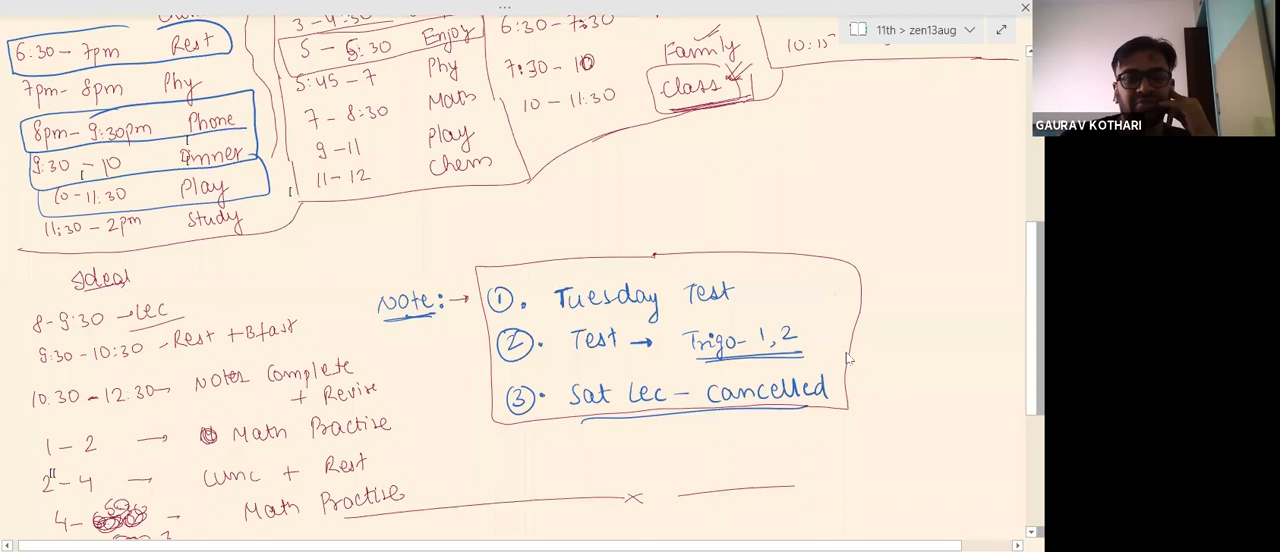 6:30 – 7pm Rest
7pm – 8pm Phy
8pm – 9:30pm Phone
9:30 – 10 Dinner
10 – 11:30 Play
11:30 – 2pm Study
3 – 4:30
5 – 5:30 Enjoy
5:45 – 7 Phy
7 – 8:30 Math
9 – 11 Play
11 – 12 Chem
6:30 – 7:30
7:30 – 10 Family
10 – 11:30 Class
10:15
11th > zen13aug
GAURAV KOTHARI
Ideal
8 – 9:30 → Lec
9:30 – 10:30 – Rest + Bfast
10:30 – 12:30 → Notes Complete
+ Revise
1 – 2 → Math Practise
2 – 4 → Lunc + Rest
4 – Math Practise
NOTE: →
①. Tuesday Test
②. Test → Trigo – 1, 2
③. Sat Lec – Cancelled